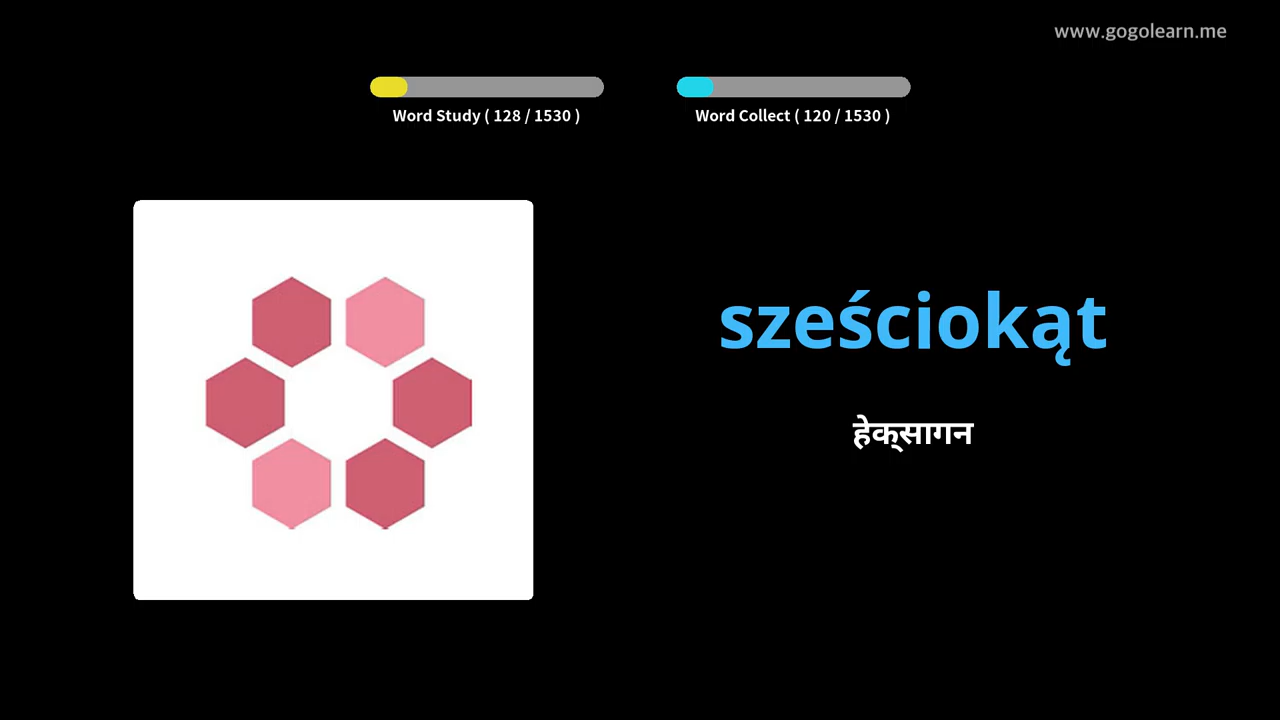 www.gogolearn.me
Word Study ( 128 / 1530 )
Word Collect ( 120 / 1530 )
sześciokąt
हेक्सागन